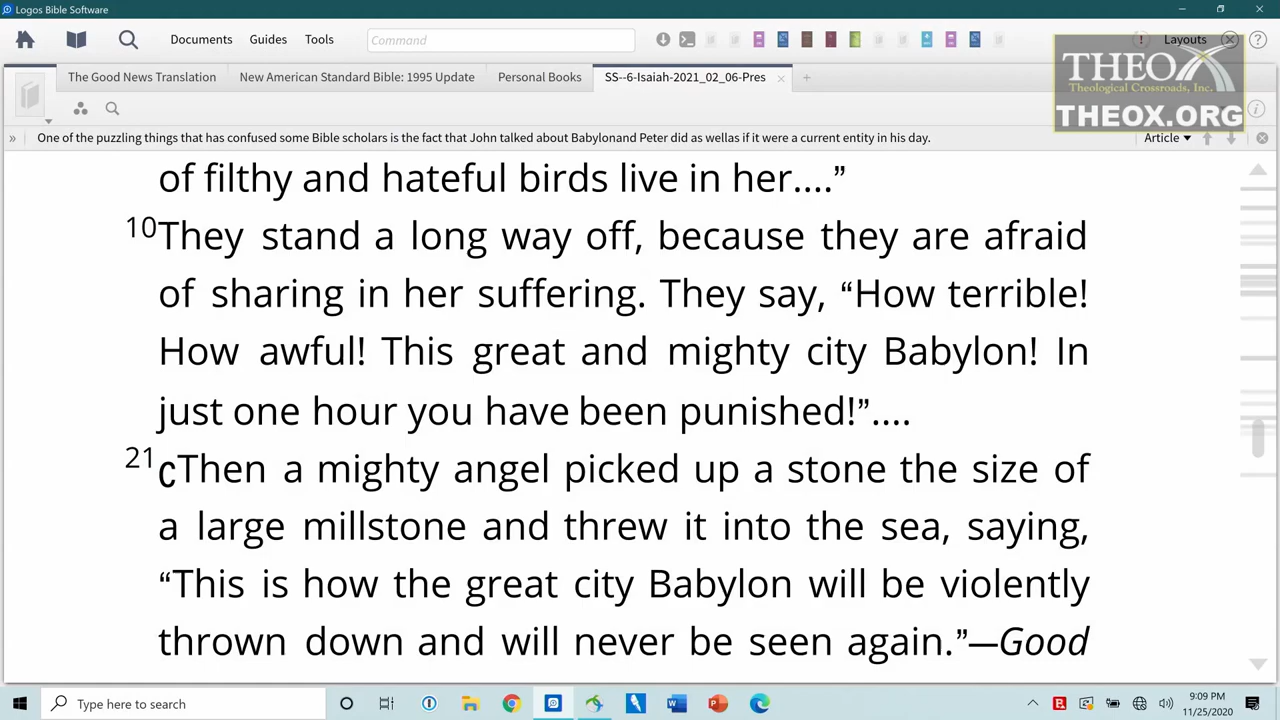 Logos Bible Software
Documents Guides Tools Command Layouts
The Good News Translation New American Standard Bible: 1995 Update Personal Books SS--6-Isaiah-2021_02_06-Pres
THEOX
Theological Crossroads, Inc.
THEOX.ORG
» One of the puzzling things that has confused some Bible scholars is the fact that John talked about Babylonand Peter did as wellas if it were a current entity in his day. Article
of filthy and hateful birds live in her....”
10They stand a long way off, because they are afraid
of sharing in her suffering. They say, “How terrible!
How awful! This great and mighty city Babylon! In
just one hour you have been punished!”....
21cThen a mighty angel picked up a stone the size of
a large millstone and threw it into the sea, saying,
“This is how the great city Babylon will be violently
thrown down and will never be seen again.”—Good
Type here to search
9:09 PM
11/25/2020